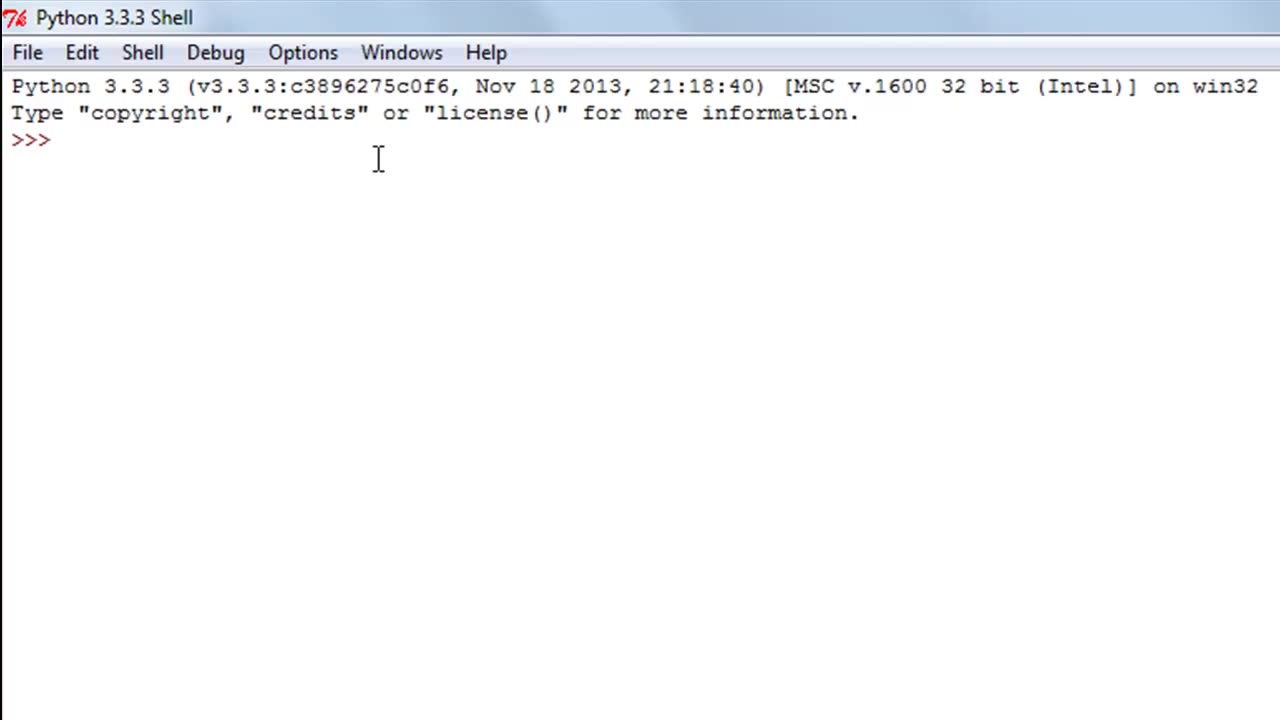 Python 3.3.3 Shell
File Edit Shell Debug Options Windows Help
Python 3.3.3 (v3.3.3:c3896275c0f6, Nov 18 2013, 21:18:40) [MSC v.1600 32 bit (Intel)] on win32
Type "copyright", "credits" or "license()" for more information.
>>>